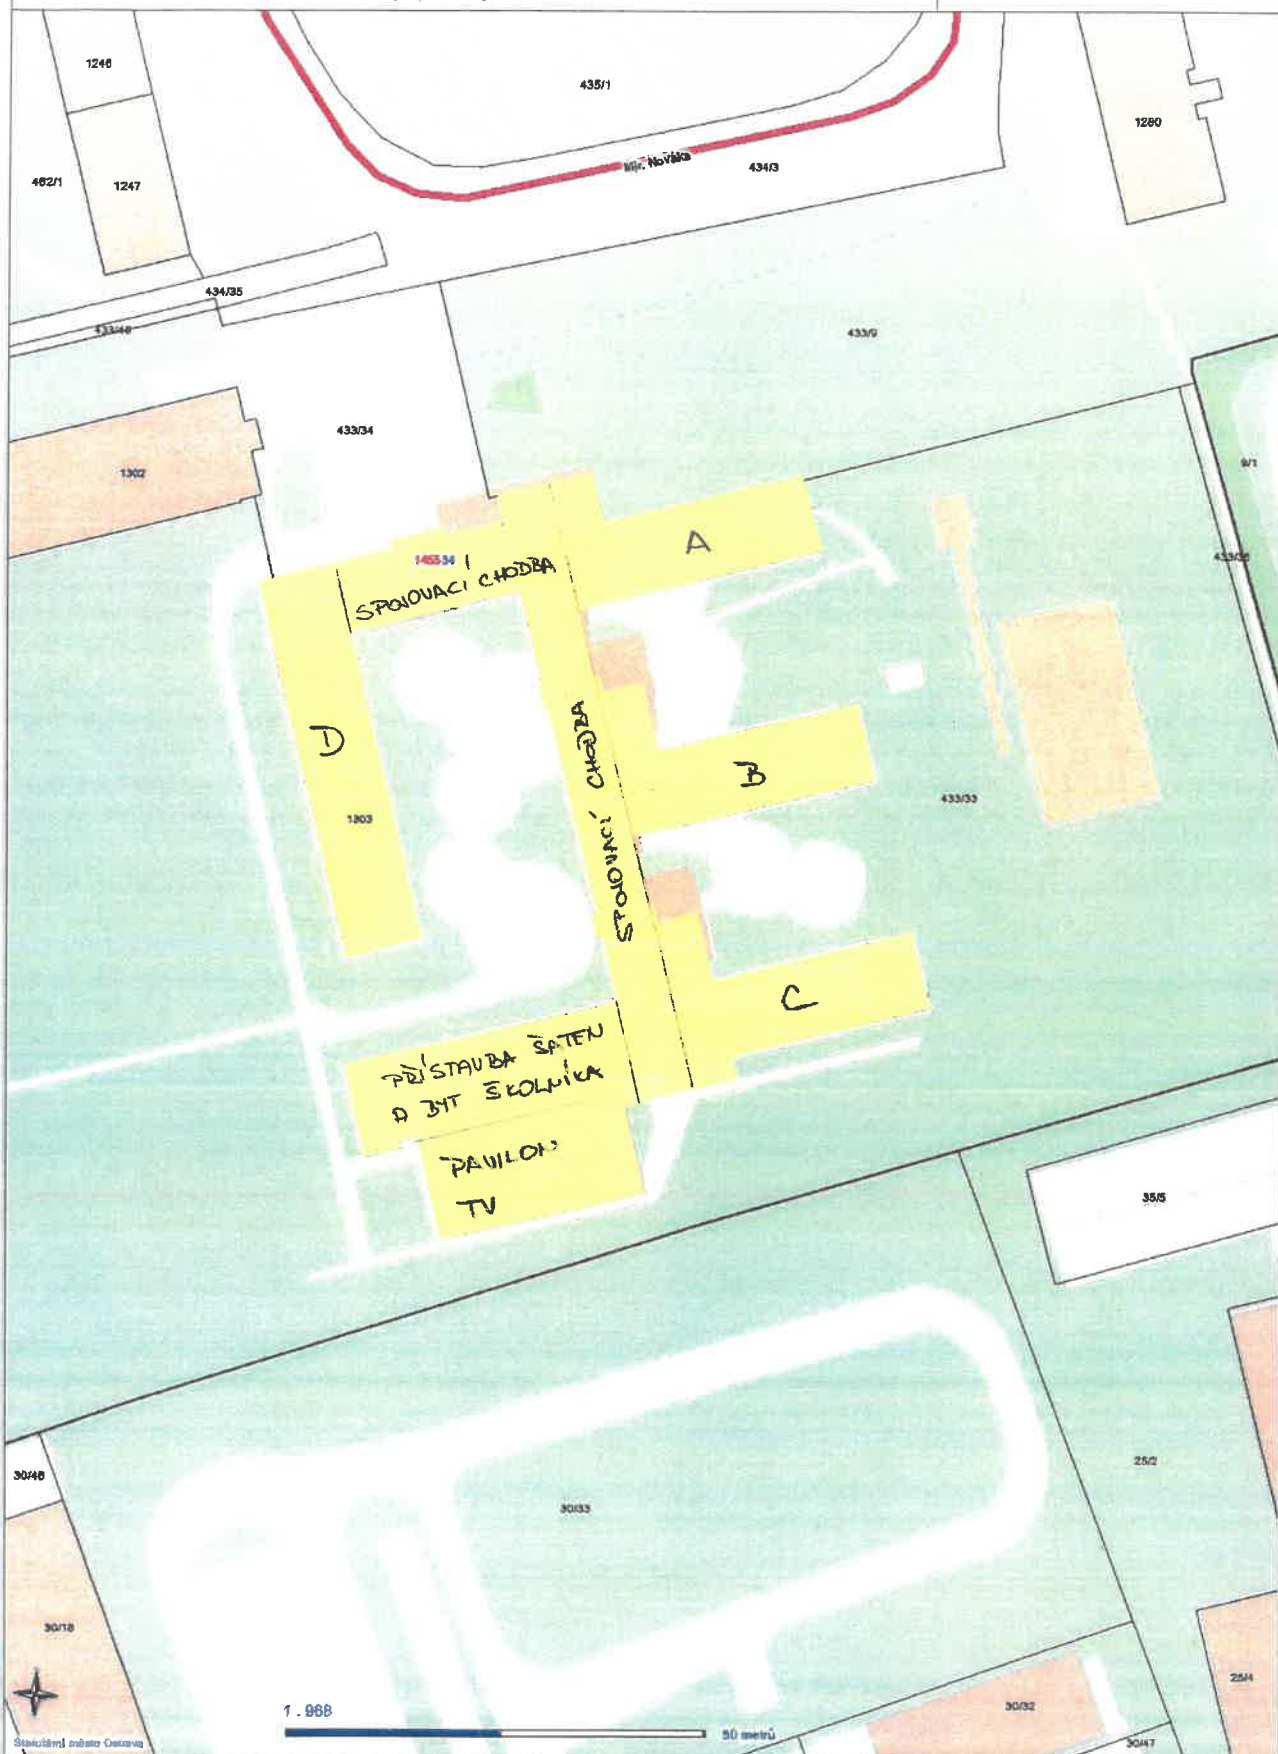 1246
435/1
1280
462/1
1247
Mjr. Nováka
434/3
434/35
433/9
433/34
1302
9/1
A
SPOJOVACÍ CHODBA
433/33
D
B
1303
SPOJOVACÍ CHODBA
C
PŘÍSTAVBA ŠATEN
A BYT ŠKOLNÍKA
PAVILON
TV
35/5
30/46
25/2
30/33
30/18
25/4
30/32
30/47
1 : 968
50 metrů
Statutární město Ostrava